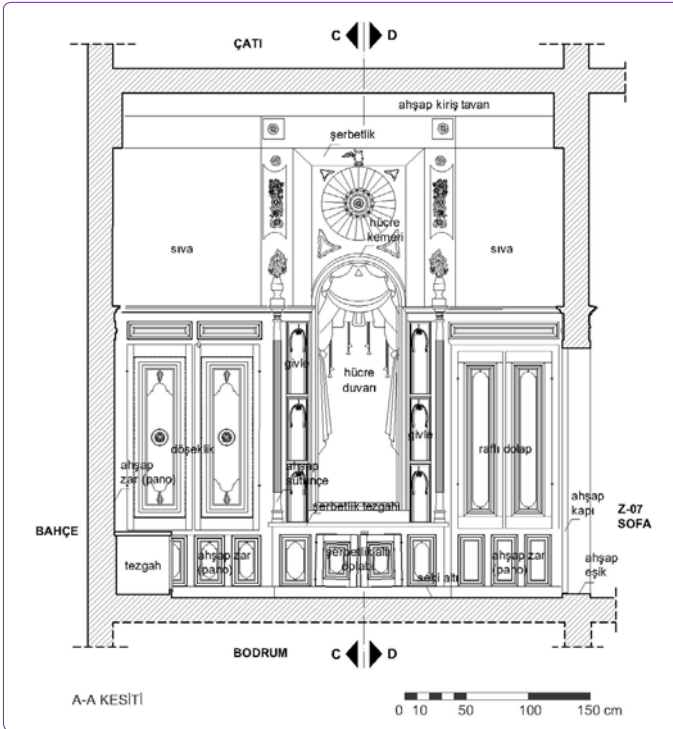 ÇATI
C D
ahşap kiriş tavan
şerbetlik
hücre
kemeri
sıva
sıva
givle
hücre
duvarı
givle
döşeklik
raflı dolap
ahşap
zar (pano)
ahşap
sütunçe
şerbetlik tezgahı
ahşap
kapı
Z-07
SOFA
BAHÇE
tezgah
ahşap zar
(pano)
şerbetlik altı
dolabı
ahşap zar
(pano)
seki altı
ahşap
eşik
BODRUM
C D
A-A KESİTİ
0 10 50 100 150 cm